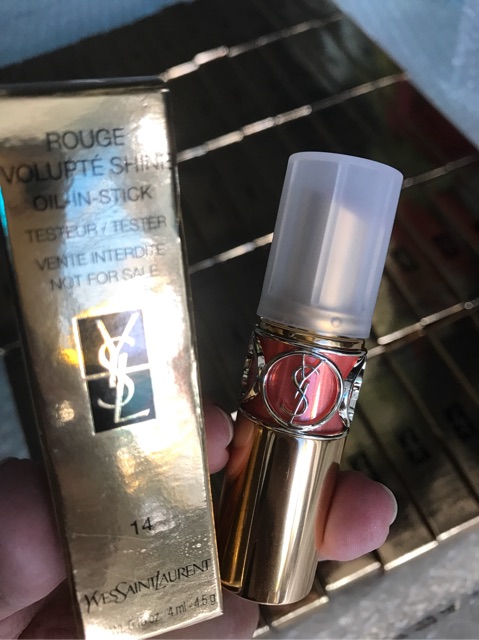 ROUGE
VOLUPTÉ SHINE
OIL-IN-STICK
TESTEUR / TESTER
VENTE INTERDITE
NOT FOR SALE
YSL
14
YVESSAINTLAURENT
4 ml-4.5 g
YSL